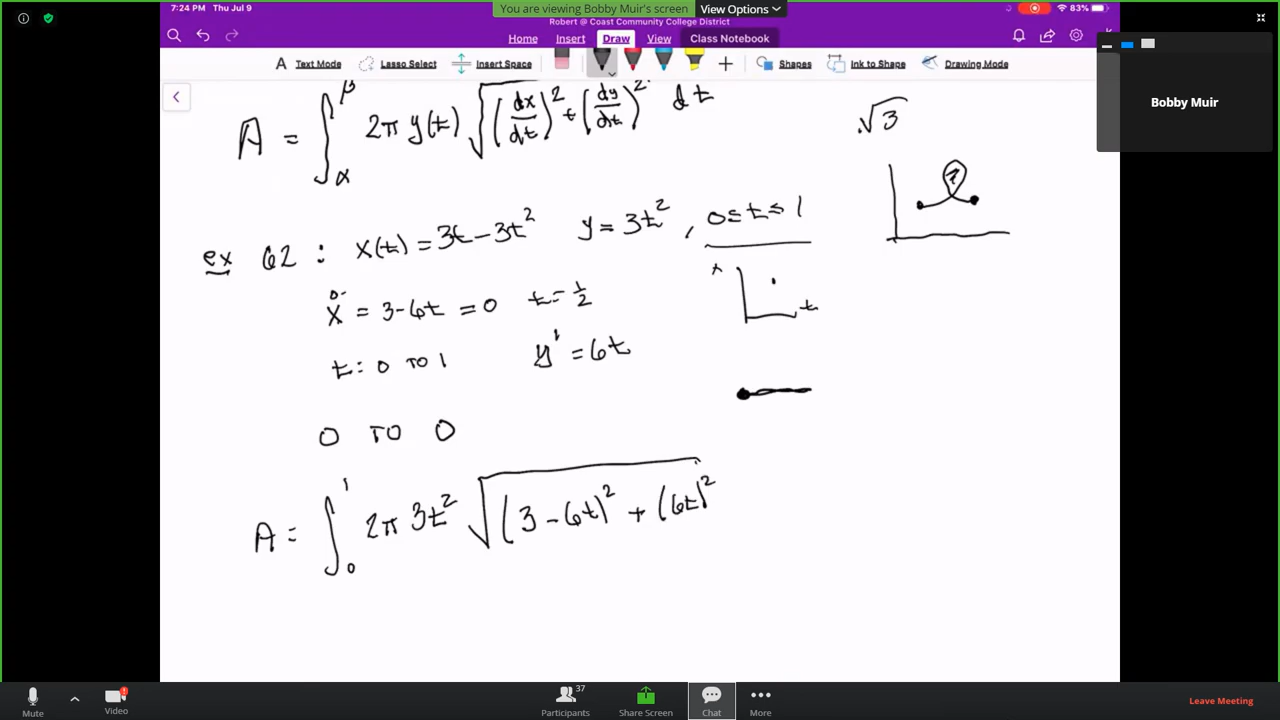 You are viewing Bobby Muir's screen View Options
7:24 PM Thu Jul 9
83%
Robert @ Coast Community College District
Home Insert Draw View Class Notebook
Text Mode Lasso Select Insert Space Shapes Ink to Shape Drawing Mode
Bobby Muir
A = ∫_α^β 2π y(t) √((dx/dt)² + (dy/dt)²) dt
√3
ex 62 : x(t) = 3t - 3t² y = 3t² , 0 ≤ t ≤ 1
x
t
ẋ = 3 - 6t = 0 t = 1/2
t = 0 TO 1 y' = 6t
0 TO 0
A = ∫_0^1 2π 3t² √((3 - 6t)² + (6t)²
Mute Video Participants 37 Share Screen Chat More Leave Meeting